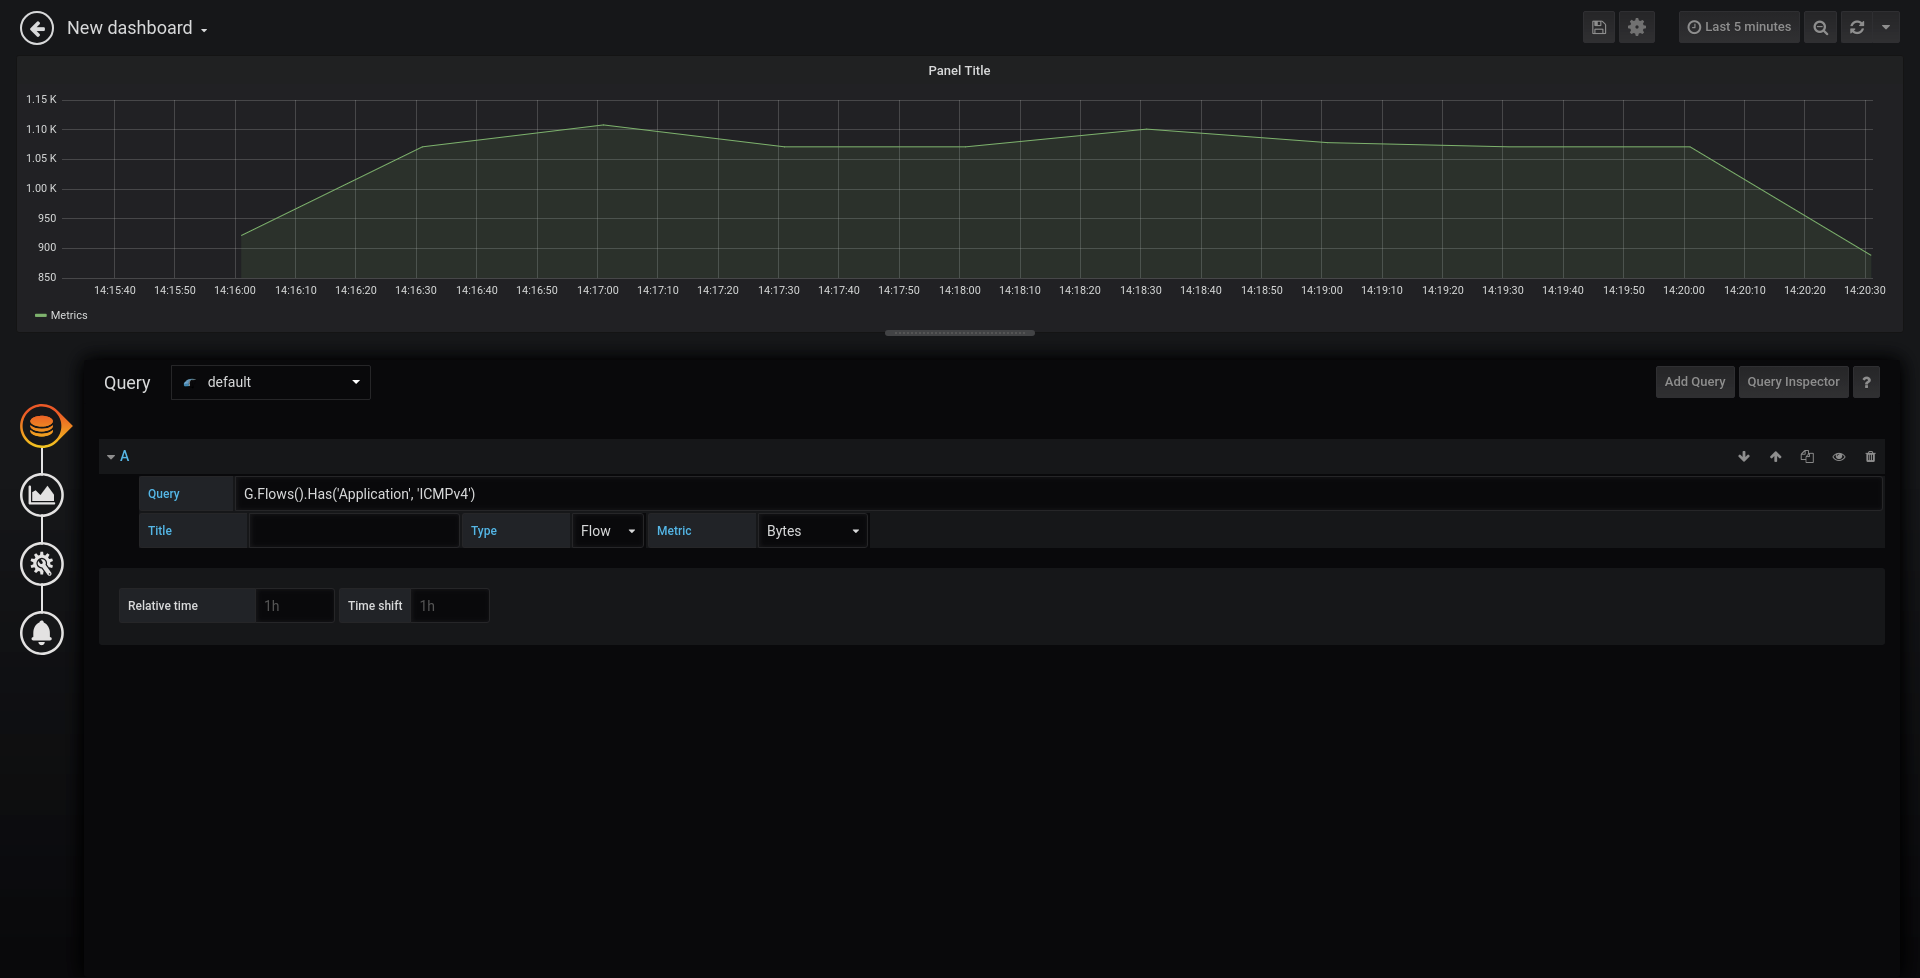 New dashboard
Last 5 minutes
Panel Title
1.15 K
1.10 K
1.05 K
1.00 K
950
900
850
14:15:40 14:15:50 14:16:00 14:16:10 14:16:20 14:16:30 14:16:40 14:16:50 14:17:00 14:17:10 14:17:20 14:17:30 14:17:40 14:17:50 14:18:00 14:18:10 14:18:20 14:18:30 14:18:40 14:18:50 14:19:00 14:19:10 14:19:20 14:19:30 14:19:40 14:19:50 14:20:00 14:20:10 14:20:20 14:20:30
Metrics
Query default Add Query Query Inspector ?
A
Query G.Flows().Has('Application', 'ICMPv4')
Title Type Flow Metric Bytes
Relative time 1h Time shift 1h